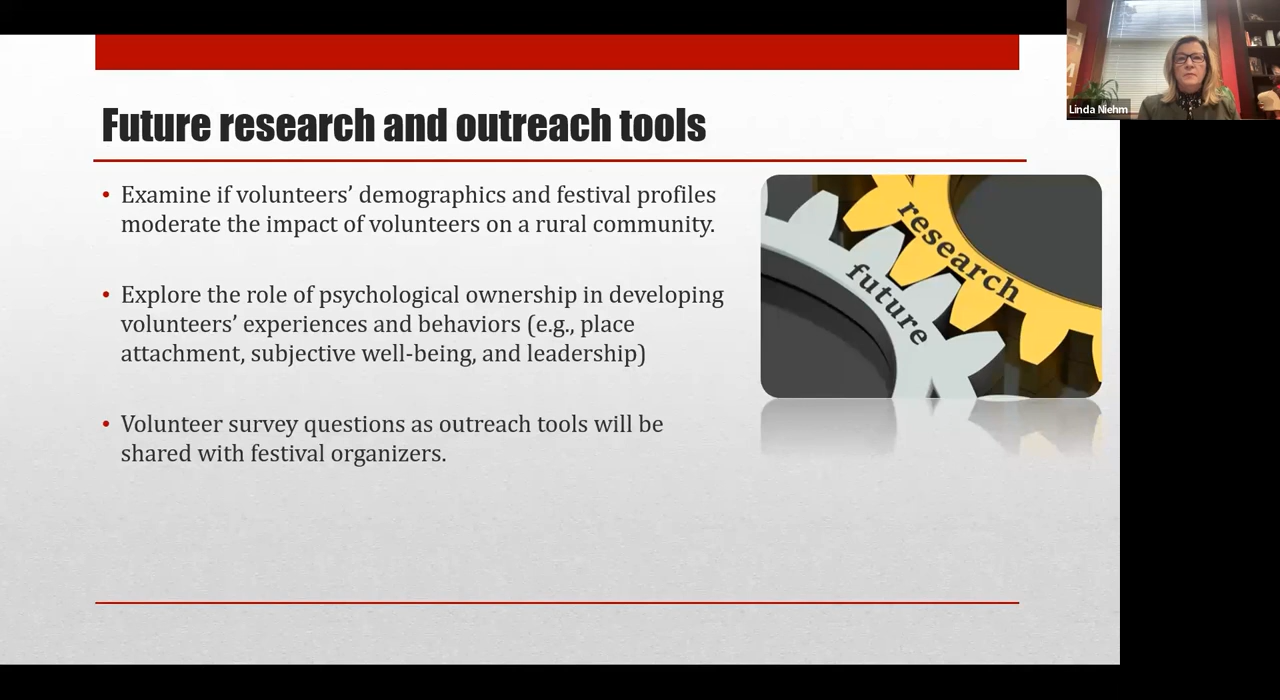 Future research and outreach tools
• Examine if volunteers’ demographics and festival profiles
moderate the impact of volunteers on a rural community.
• Explore the role of psychological ownership in developing
volunteers’ experiences and behaviors (e.g., place
attachment, subjective well-being, and leadership)
• Volunteer survey questions as outreach tools will be
shared with festival organizers.
research
future
Linda Niehm